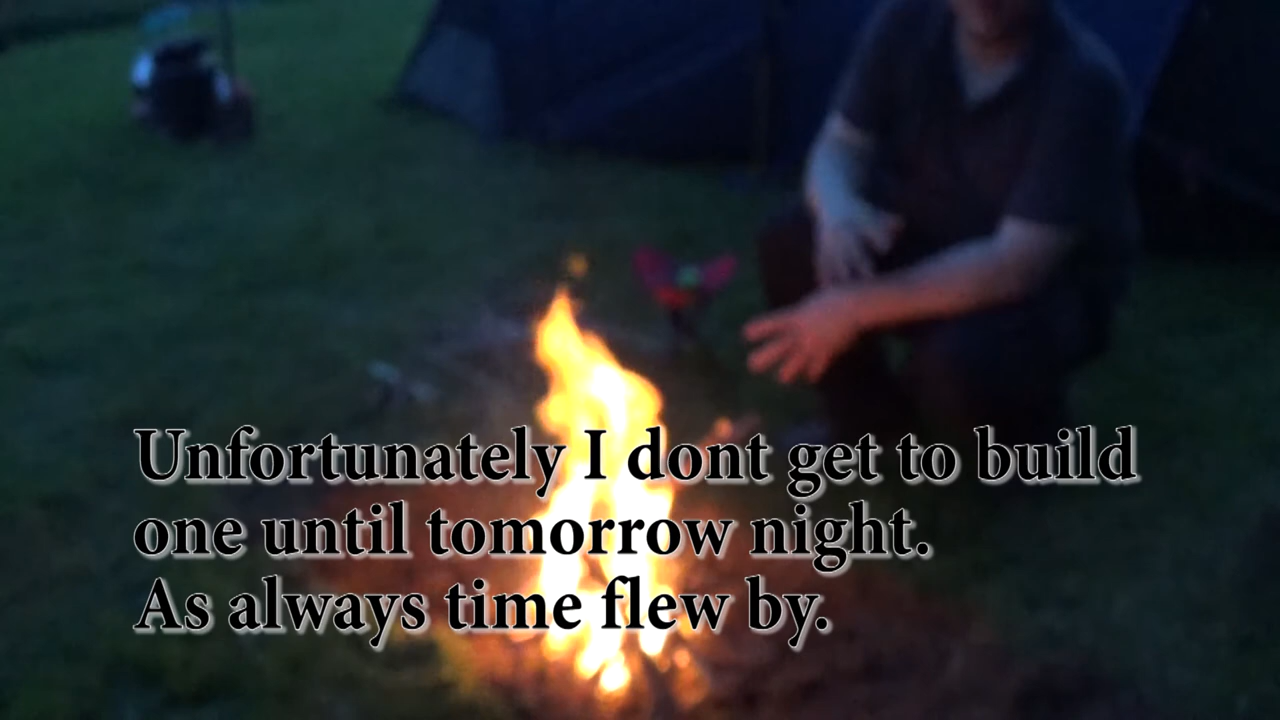 Unfortunately I dont get to build
one until tomorrow night.
As always time flew by.